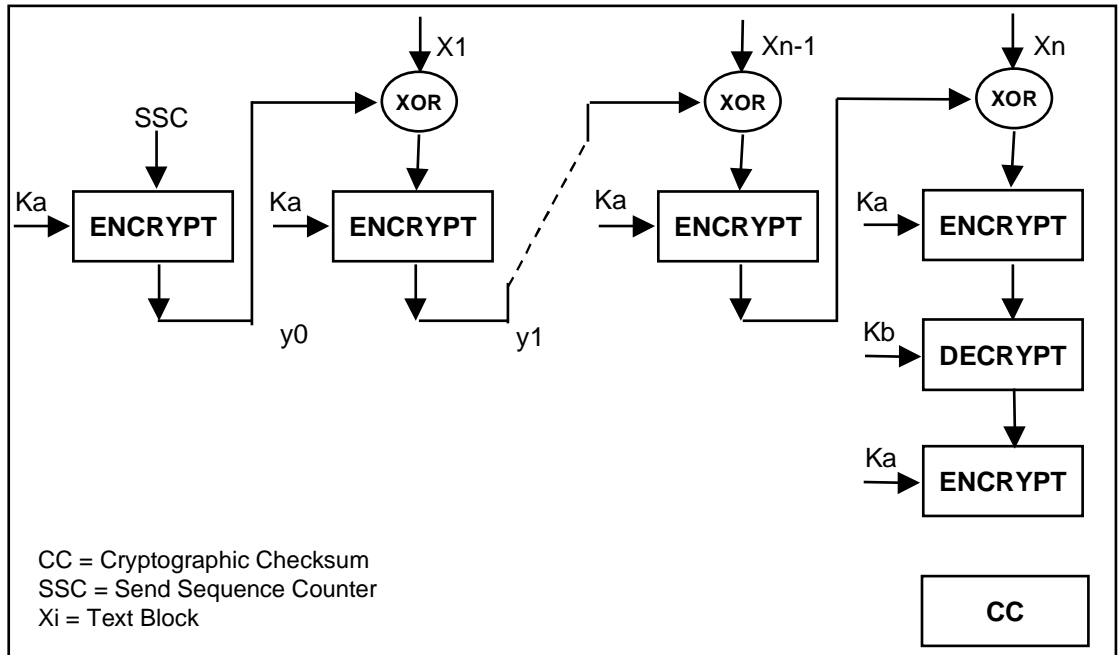 X1
Xn-1
Xn
XOR
XOR
XOR
SSC
Ka
Ka
Ka
Ka
ENCRYPT
ENCRYPT
ENCRYPT
ENCRYPT
y0
y1
Kb
DECRYPT
Ka
ENCRYPT
CC = Cryptographic Checksum
SSC = Send Sequence Counter
Xi = Text Block
CC